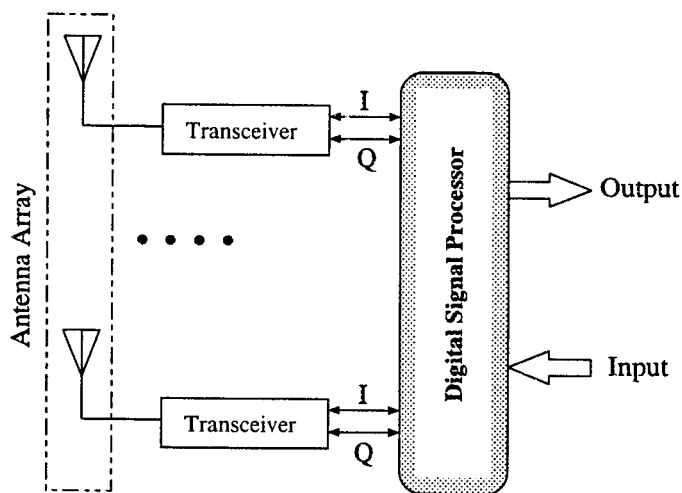 I
Transceiver
Q
Output
Antenna Array
Digital Signal Processor
Input
I
Transceiver
Q